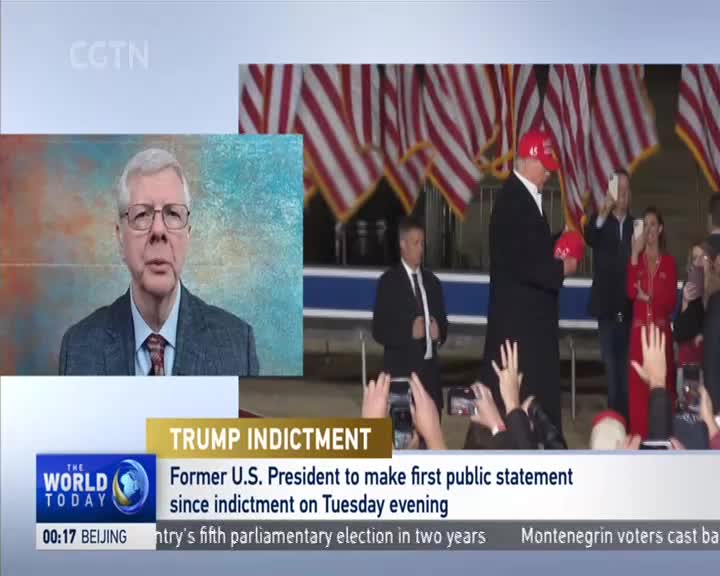 CGTN
45
TRUMP INDICTMENT
Former U.S. President to make first public statement
since indictment on Tuesday evening
THE
WORLD
TODAY
00:17 BEIJING
ntry's fifth parliamentary election in two years Montenegrin voters cast ba